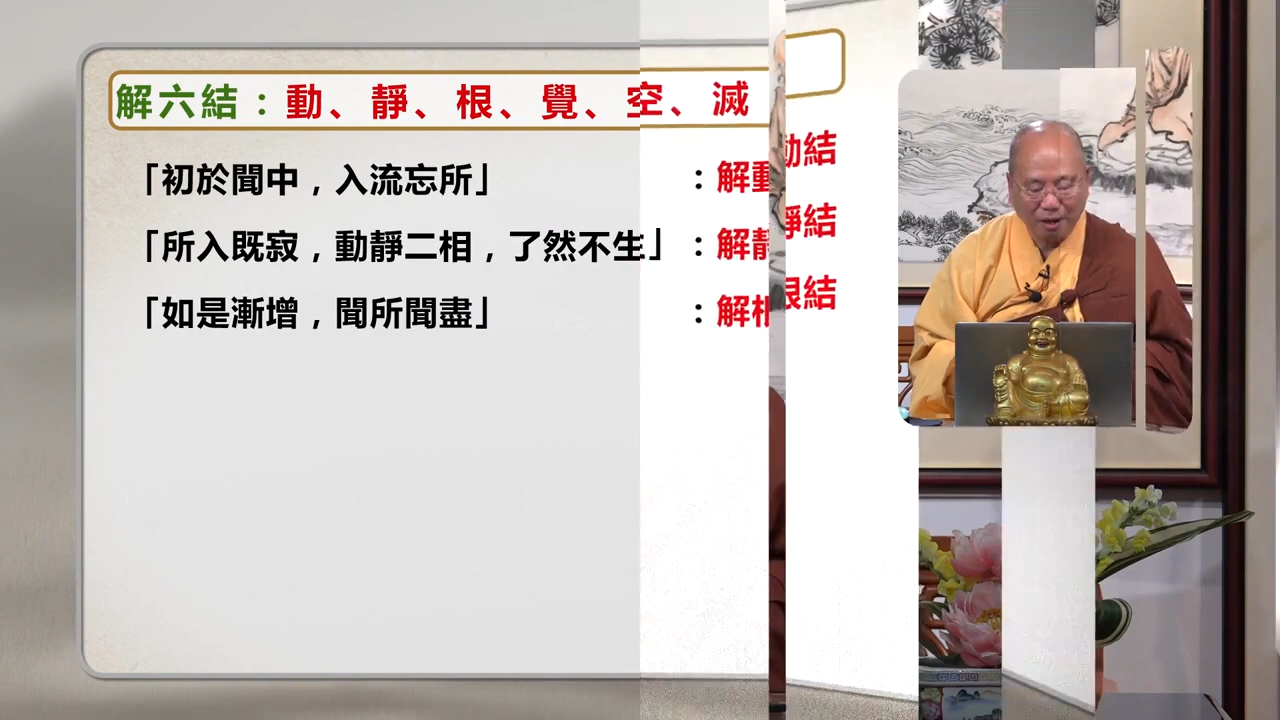 解六結：動、靜、根、覺、空、滅
「初於聞中，入流忘所」：解動結
「所入既寂，動靜二相，了然不生」：解靜結
「如是漸增，聞所聞盡」：解根結